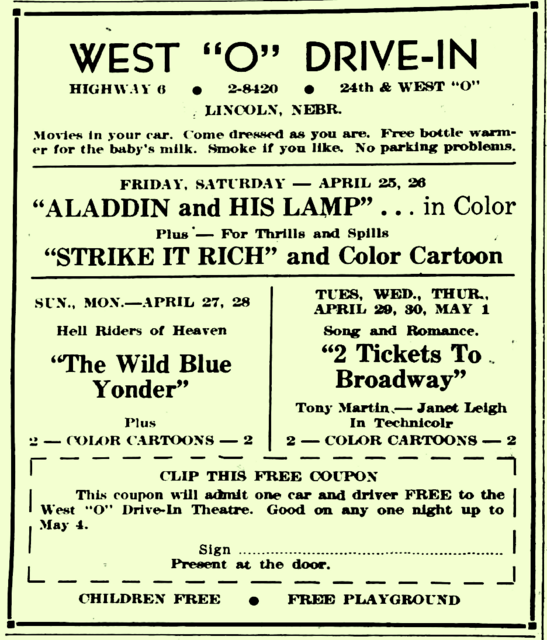 WEST "O" DRIVE-IN
HIGHWAY 6 ● 2-8420 ● 24th & WEST "O"
LINCOLN, NEBR.
Movies in your car. Come dressed as you are. Free bottle warm-
er for the baby's milk. Smoke if you like. No parking problems.
FRIDAY, SATURDAY — APRIL 25, 26
"ALADDIN and HIS LAMP" ... in Color
Plus — For Thrills and Spills
"STRIKE IT RICH" and Color Cartoon
SUN., MON.—APRIL 27, 28
Hell Riders of Heaven
"The Wild Blue
Yonder"
Plus
2 — COLOR CARTOONS — 2
TUES, WED., THUR.,
APRIL 29, 30, MAY 1
Song and Romance.
"2 Tickets To
Broadway"
Tony Martin — Janet Leigh
In Technicolr
2 — COLOR CARTOONS — 2
CLIP THIS FREE COUPON
This coupon will admit one car and driver FREE to the
West "O" Drive-In Theatre. Good on any one night up to
May 4.
Sign ..................................................
Present at the door.
CHILDREN FREE ● FREE PLAYGROUND